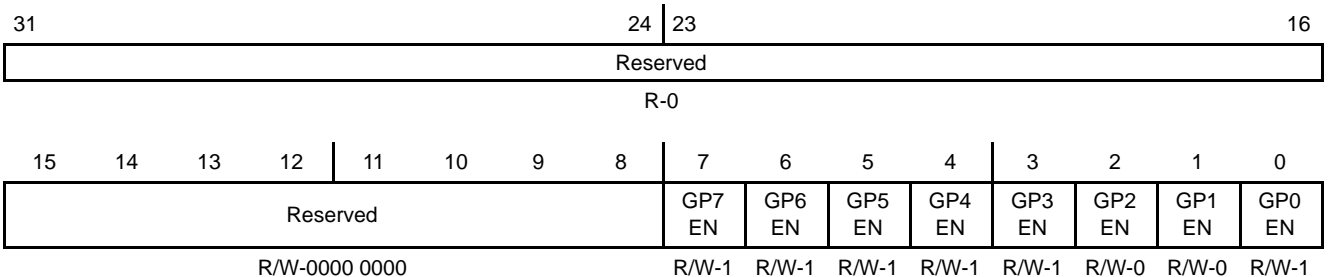 31 24 23 16
Reserved
R-0
15 14 13 12 11 10 9 8 7 6 5 4 3 2 1 0
Reserved GP7 EN GP6 EN GP5 EN GP4 EN GP3 EN GP2 EN GP1 EN GP0 EN
R/W-0000 0000 R/W-1 R/W-1 R/W-1 R/W-1 R/W-1 R/W-0 R/W-0 R/W-1